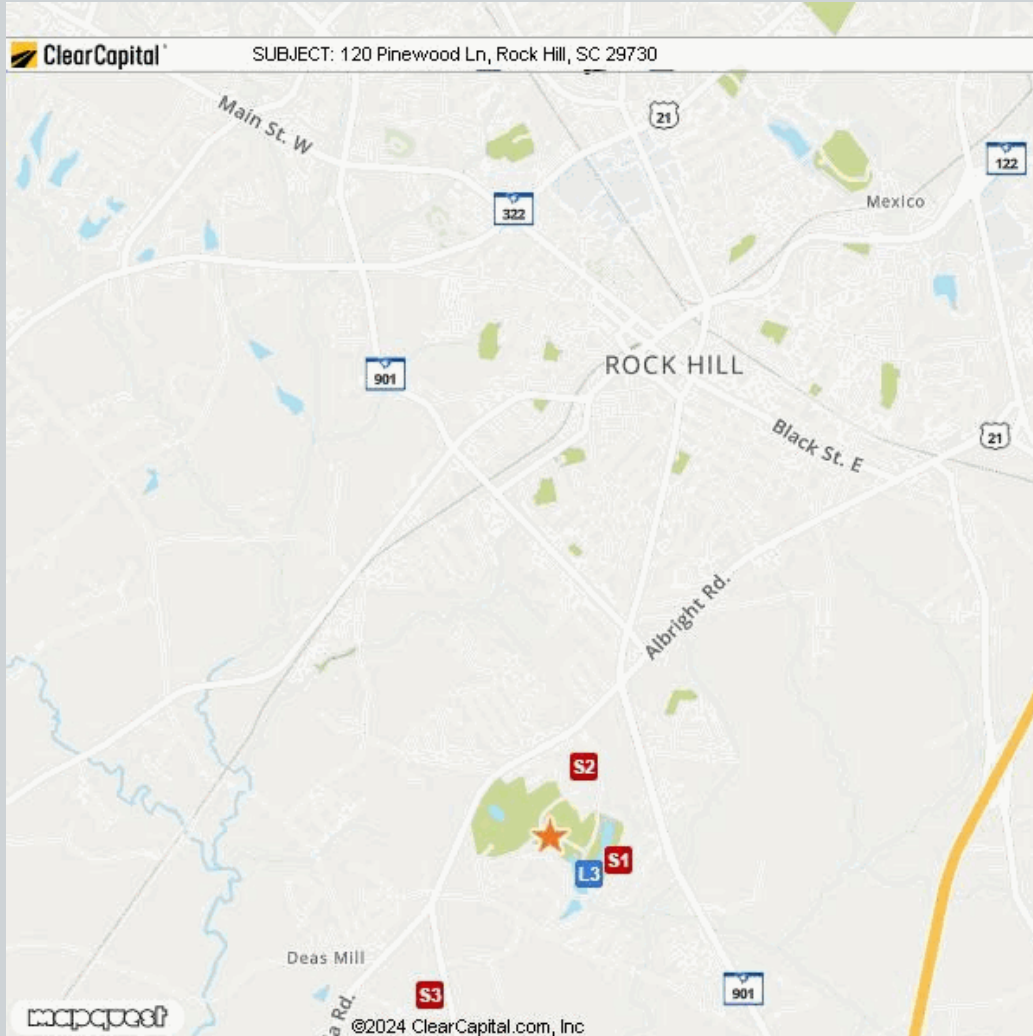 ClearCapital SUBJECT: 120 Pinewood Ln, Rock Hill, SC 29730
Main St. W
21
122
322
Mexico
ROCK HILL
901
Black St. E
21
Albright Rd.
S2
S1
L3
Deas Mill
S3
901
a Rd.
mapquest ©2024 ClearCapital.com, Inc